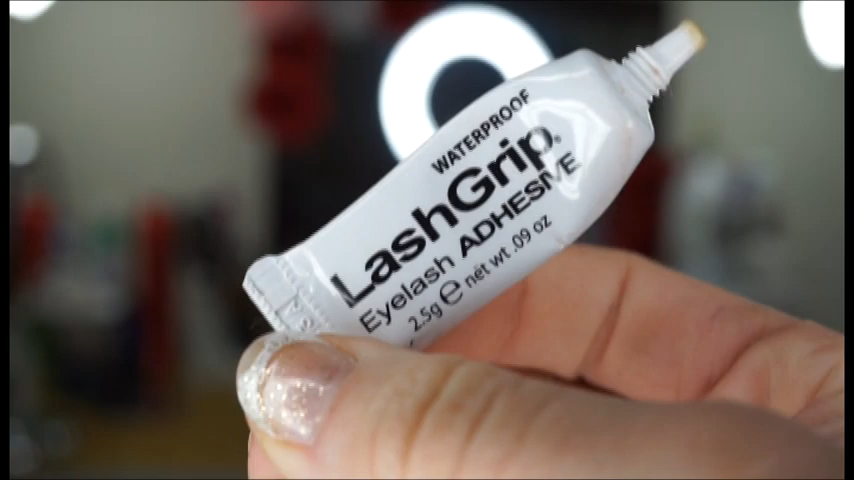 WATERPROOF
LashGrip®
Eyelash ADHESIVE
2.5g ℮ net wt .09 oz